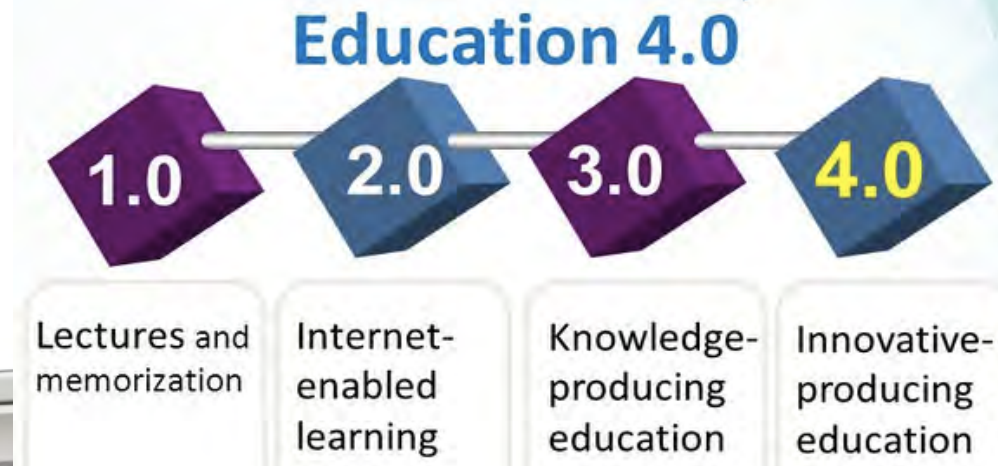 Education 4.0
1.0
2.0
3.0
4.0
Lectures and
memorization
Internet-
enabled
learning
Knowledge-
producing
education
Innovative-
producing
education